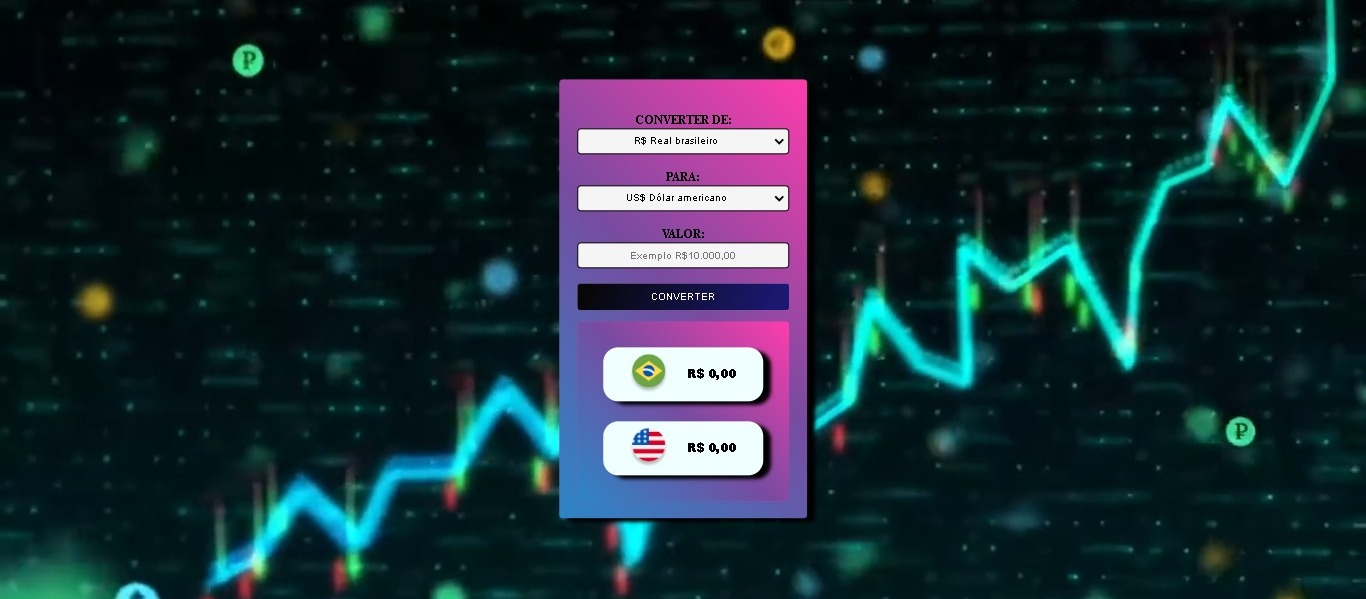 ₽
CONVERTER DE:
R$ Real brasileiro
PARA:
US$ Dólar americano
VALOR:
Exemplo R$10.000,00
CONVERTER
R$ 0,00
R$ 0,00
₽